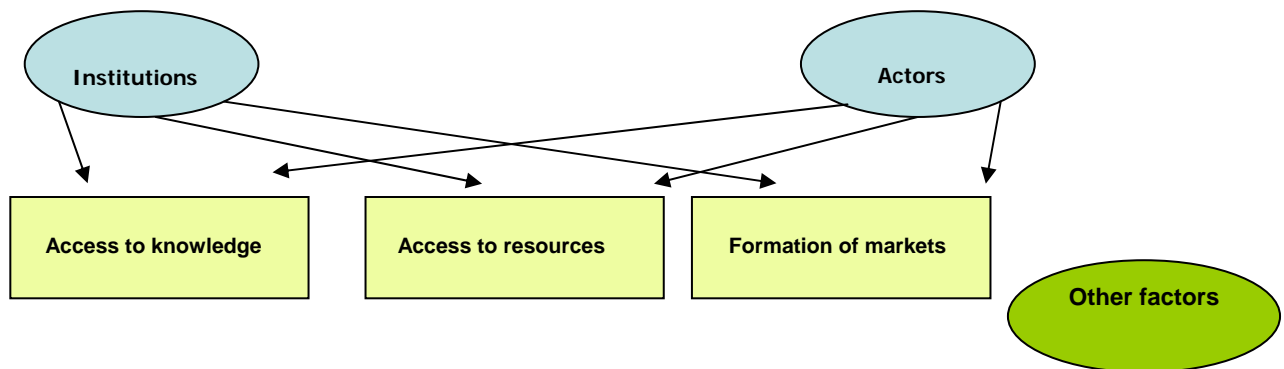 Institutions
Actors
Access to knowledge
Access to resources
Formation of markets
Other factors